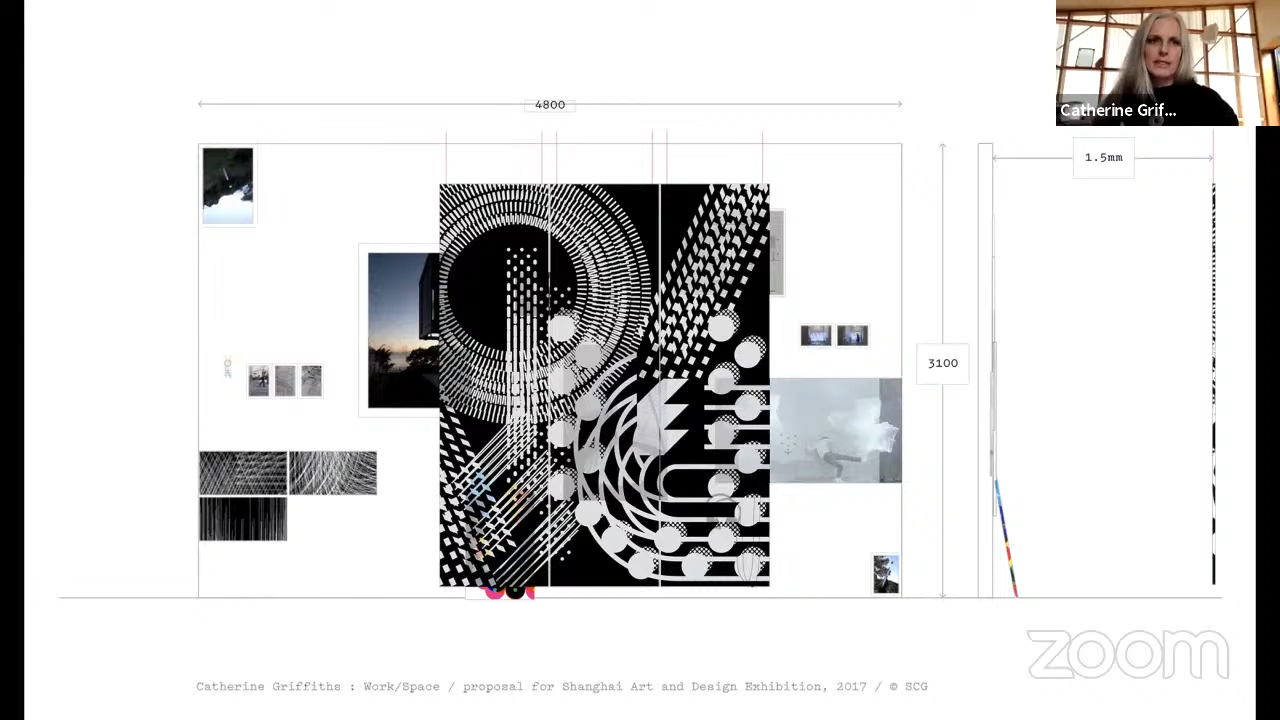 Catherine Grif...
4800
1.5mm
3100
zoom
Catherine Griffiths : Work/Space / proposal for Shanghai Art and Design Exhibition, 2017 / © SCG